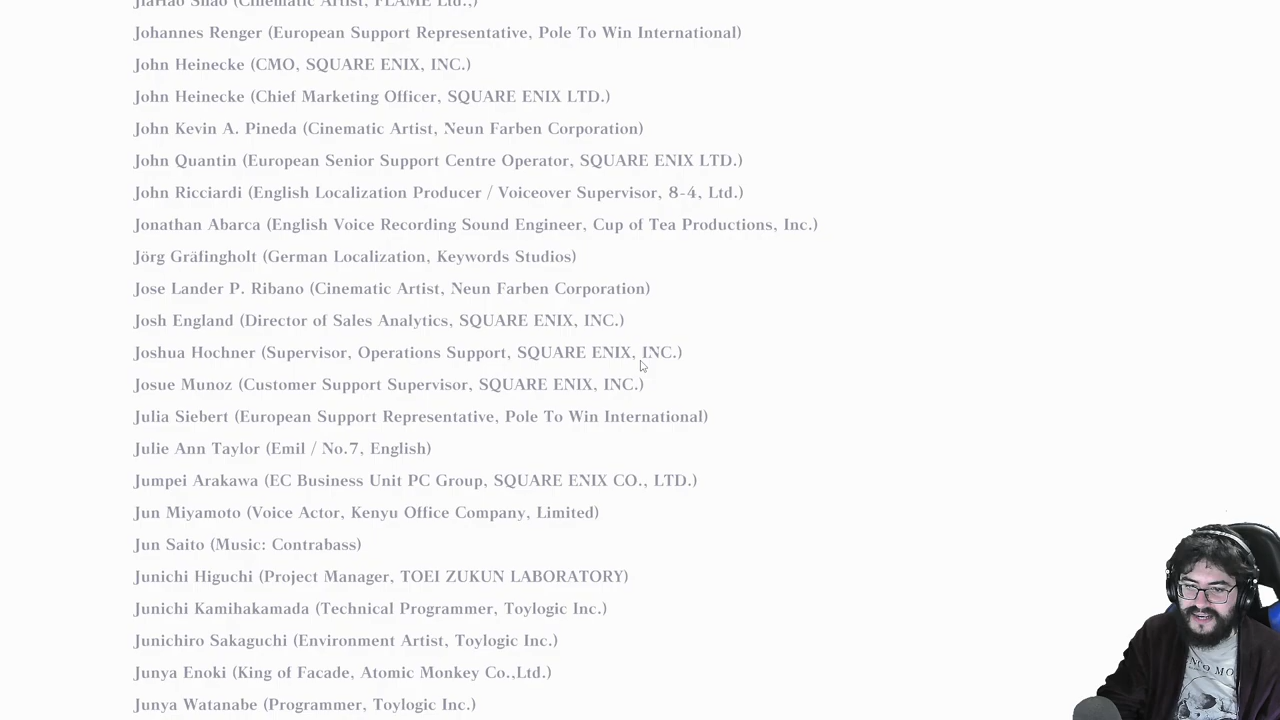 JiaHao Shao (Cinematic Artist, FLAME Ltd.,)
Johannes Renger (European Support Representative, Pole To Win International)
John Heinecke (CMO, SQUARE ENIX, INC.)
John Heinecke (Chief Marketing Officer, SQUARE ENIX LTD.)
John Kevin A. Pineda (Cinematic Artist, Neun Farben Corporation)
John Quantin (European Senior Support Centre Operator, SQUARE ENIX LTD.)
John Ricciardi (English Localization Producer / Voiceover Supervisor, 8-4, Ltd.)
Jonathan Abarca (English Voice Recording Sound Engineer, Cup of Tea Productions, Inc.)
Jörg Gräfingholt (German Localization, Keywords Studios)
Jose Lander P. Ribano (Cinematic Artist, Neun Farben Corporation)
Josh England (Director of Sales Analytics, SQUARE ENIX, INC.)
Joshua Hochner (Supervisor, Operations Support, SQUARE ENIX, INC.)
Josue Munoz (Customer Support Supervisor, SQUARE ENIX, INC.)
Julia Siebert (European Support Representative, Pole To Win International)
Julie Ann Taylor (Emil / No.7, English)
Jumpei Arakawa (EC Business Unit PC Group, SQUARE ENIX CO., LTD.)
Jun Miyamoto (Voice Actor, Kenyu Office Company, Limited)
Jun Saito (Music: Contrabass)
Junichi Higuchi (Project Manager, TOEI ZUKUN LABORATORY)
Junichi Kamihakamada (Technical Programmer, Toylogic Inc.)
Junichiro Sakaguchi (Environment Artist, Toylogic Inc.)
Junya Enoki (King of Facade, Atomic Monkey Co.,Ltd.)
Junya Watanabe (Programmer, Toylogic Inc.)